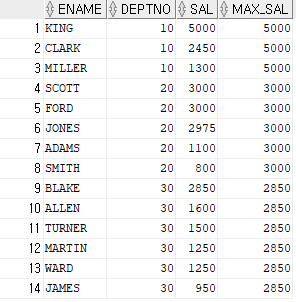 ENAME DEPTNO SAL MAX_SAL
1 KING 10 5000 5000
2 CLARK 10 2450 5000
3 MILLER 10 1300 5000
4 SCOTT 20 3000 3000
5 FORD 20 3000 3000
6 JONES 20 2975 3000
7 ADAMS 20 1100 3000
8 SMITH 20 800 3000
9 BLAKE 30 2850 2850
10 ALLEN 30 1600 2850
11 TURNER 30 1500 2850
12 MARTIN 30 1250 2850
13 WARD 30 1250 2850
14 JAMES 30 950 2850